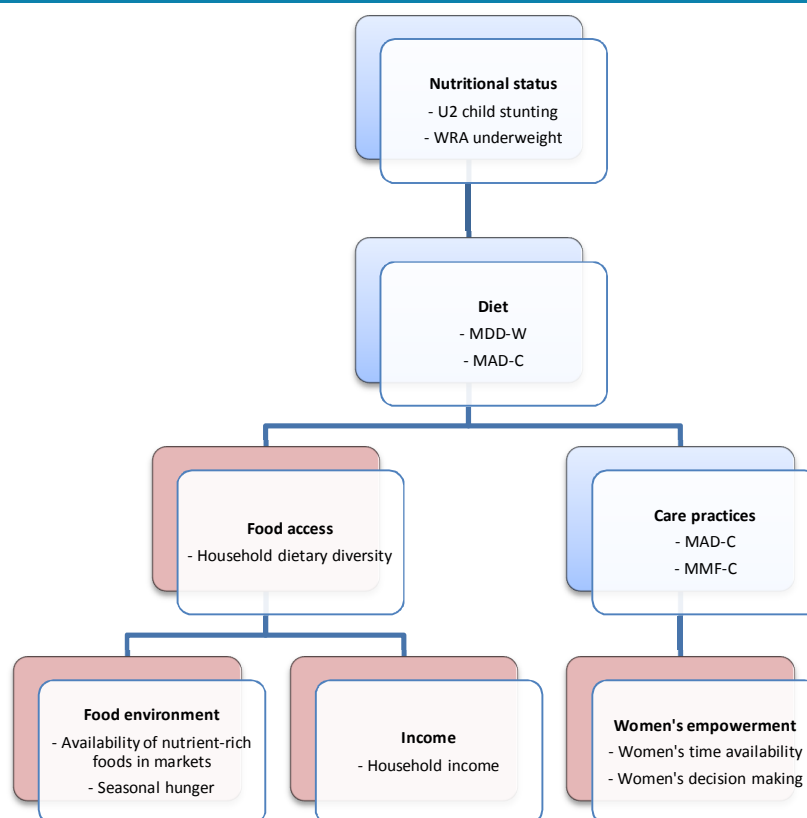 Nutritional status
- U2 child stunting
- WRA underweight
Diet
- MDD-W
- MAD-C
Food access
- Household dietary diversity
Care practices
- MAD-C
- MMF-C
Food environment
- Availability of nutrient-rich
foods in markets
- Seasonal hunger
Income
- Household income
Women's empowerment
- Women's time availability
- Women's decision making